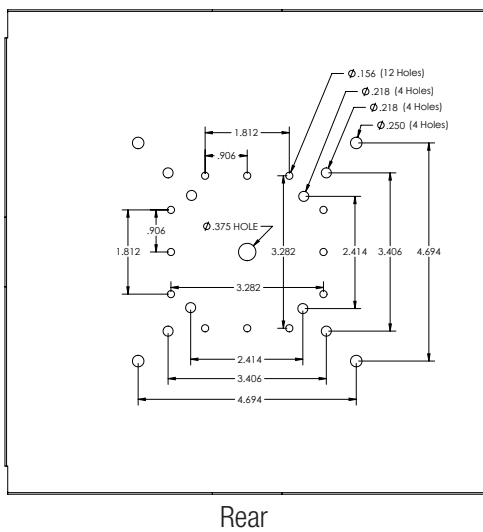 Ø.156 (12 Holes)
Ø.218 (4 Holes)
Ø.218 (4 Holes)
Ø.250 (4 Holes)
1.812
.906
.906
1.812
Ø.375 HOLE
3.282
2.414
3.406
4.694
3.282
2.414
3.406
4.694
Rear